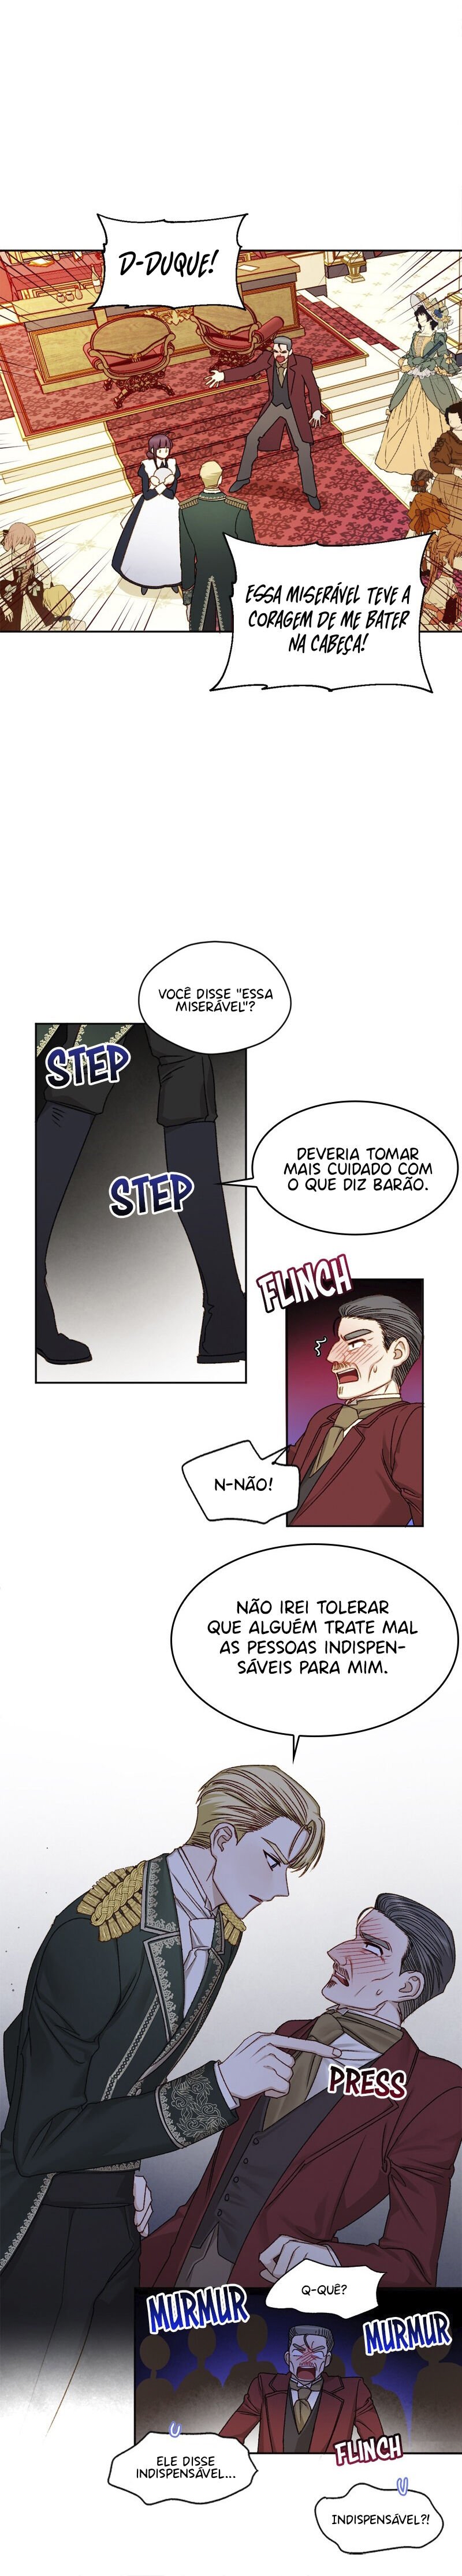 D-DUQUE!
ESSA MISERÁVEL TEVE A
CORAGEM DE ME BATER
NA CABEÇA!
VOCÊ DISSE "ESSA
MISERÁVEL"?
STEP
STEP
DEVERIA TOMAR
MAIS CUIDADO COM
O QUE DIZ BARÃO.
FLINCH
N-NÃO!
NÃO IREI TOLERAR
QUE ALGUÉM TRATE MAL
AS PESSOAS INDISPEN-
SÁVEIS PARA MIM.
PRESS
Q-QUÊ?
MURMUR
MURMUR
FLINCH
ELE DISSE
INDISPENSÁVEL...
INDISPENSÁVEL?!